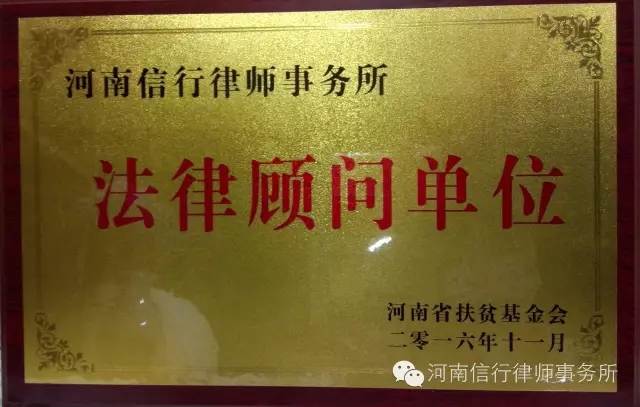 河南信行律师事务所
法律顾问单位
河南省扶贫基金会
二零一六年十一月
河南信行律师事务所